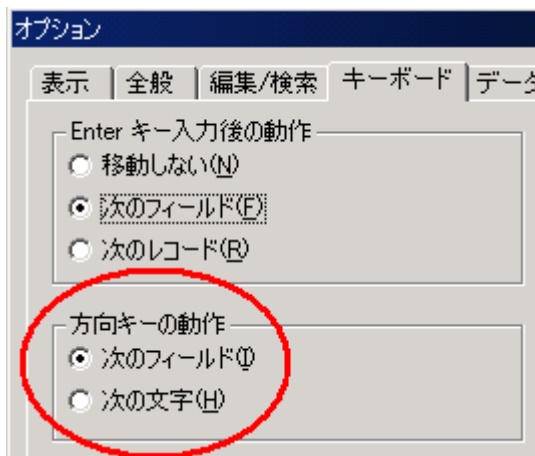 オプション
表示 全般 編集/検索 キーボード データ
Enter キー入力後の動作
移動しない(N)
次のフィールド(F)
次のレコード(R)
方向キーの動作
次のフィールド(I)
次の文字(H)